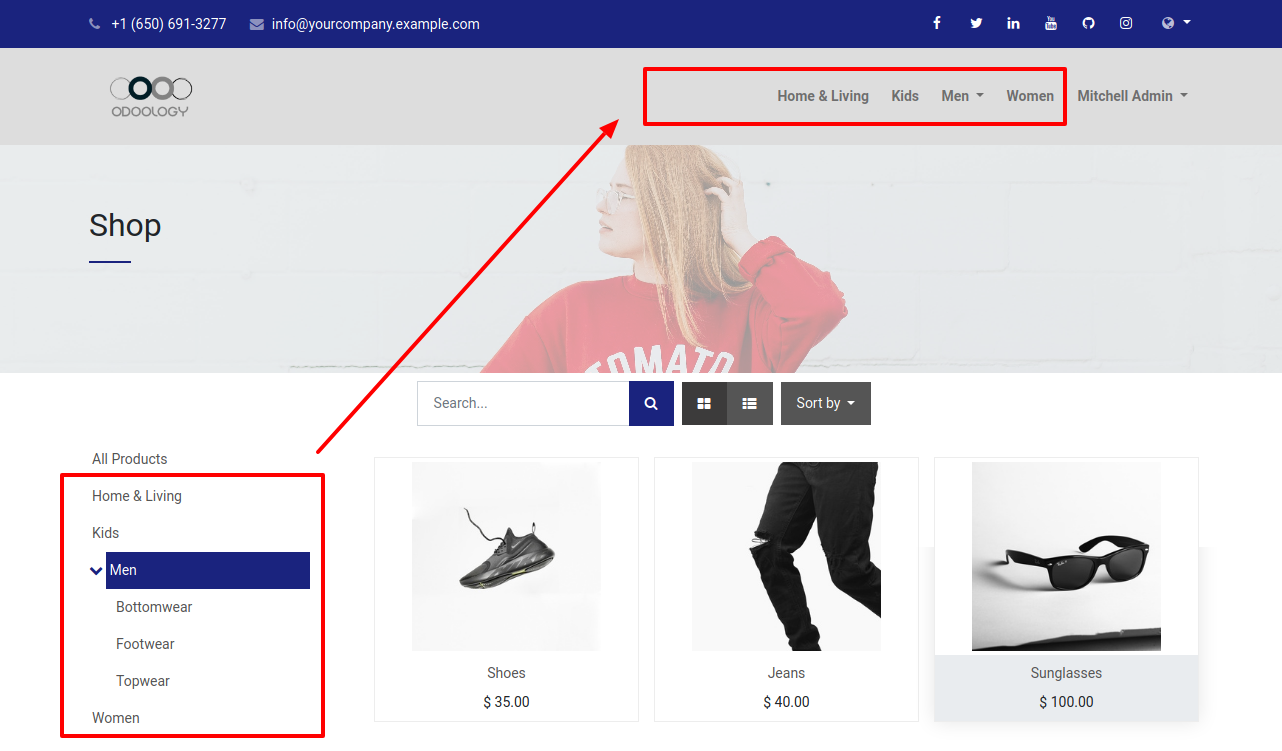 +1 (650) 691-3277 info@yourcompany.example.com
ODOOLOGY
Home & Living Kids Men Women Mitchell Admin
Shop
TOMATO
Search... Sort by
All Products
Home & Living
Kids
Men
Bottomwear
Footwear
Topwear
Women
Shoes
$ 35.00
Jeans
$ 40.00
Sunglasses
$ 100.00